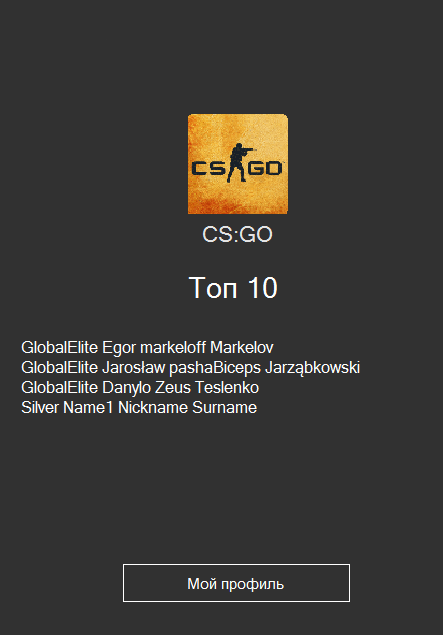 CS GO
CS:GO
Топ 10
GlobalElite Egor markeloff Markelov
GlobalElite Jarosław pashaBiceps Jarząbkowski
GlobalElite Danylo Zeus Teslenko
Silver Name1 Nickname Surname
Мой профиль